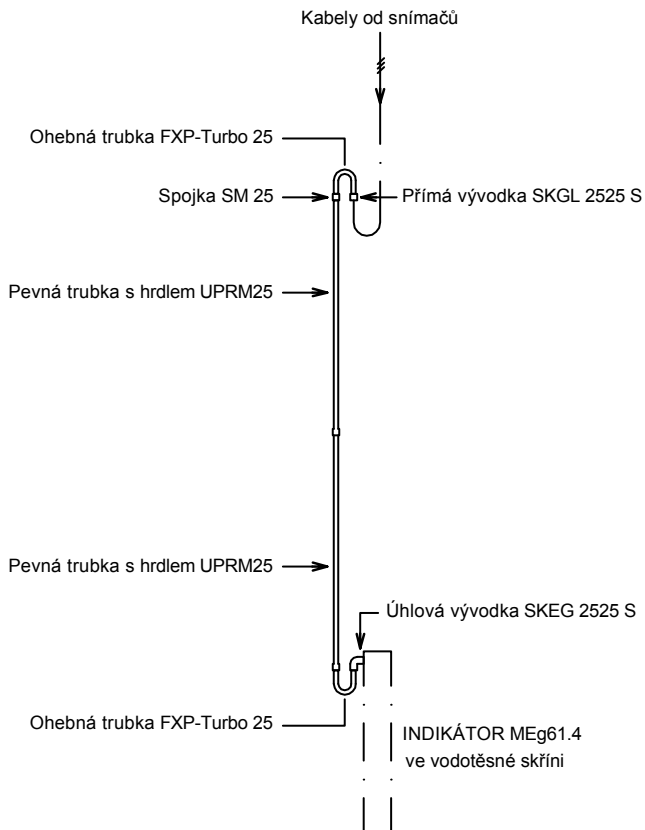 Kabely od snímačů
Ohebná trubka FXP-Turbo 25
Spojka SM 25
Přímá vývodka SKGL 2525 S
Pevná trubka s hrdlem UPRM25
Pevná trubka s hrdlem UPRM25
Úhlová vývodka SKEG 2525 S
Ohebná trubka FXP-Turbo 25
INDIKÁTOR MEg61.4
ve vodotěsné skříni